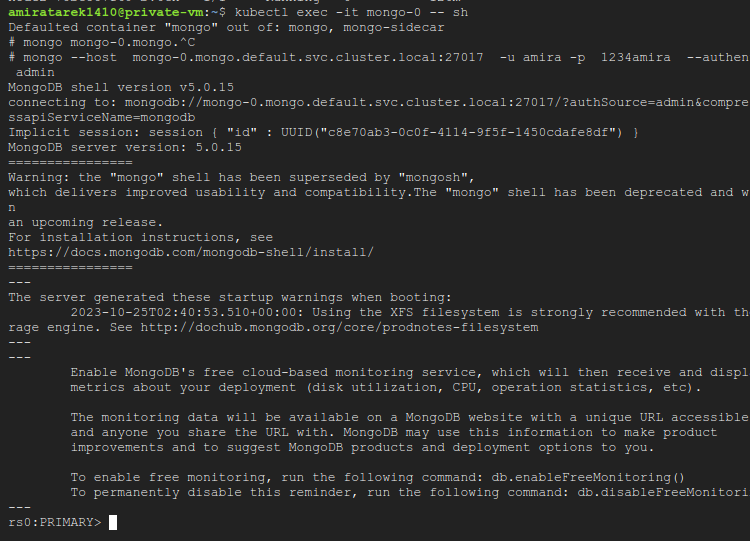 amiratarek1410@private-vm:~$ kubectl exec -it mongo-0 -- sh
Defaulted container "mongo" out of: mongo, mongo-sidecar
# mongo mongo-0.mongo.^C
# mongo --host  mongo-0.mongo.default.svc.cluster.local:27017  -u amira -p  1234amira  --authen
 admin
MongoDB shell version v5.0.15
connecting to: mongodb://mongo-0.mongo.default.svc.cluster.local:27017/?authSource=admin&compre
ssapiServiceName=mongodb
Implicit session: session { "id" : UUID("c8e70ab3-0c0f-4114-9f5f-1450cdafe8df") }
MongoDB server version: 5.0.15
================
Warning: the "mongo" shell has been superseded by "mongosh",
which delivers improved usability and compatibility.The "mongo" shell has been deprecated and w
n
an upcoming release.
For installation instructions, see
https://docs.mongodb.com/mongodb-shell/install/
================
---
The server generated these startup warnings when booting:
        2023-10-25T02:40:53.510+00:00: Using the XFS filesystem is strongly recommended with the
rage engine. See http://dochub.mongodb.org/core/prodnotes-filesystem
---
---
        Enable MongoDB's free cloud-based monitoring service, which will then receive and displ
        metrics about your deployment (disk utilization, CPU, operation statistics, etc).

        The monitoring data will be available on a MongoDB website with a unique URL accessible
        and anyone you share the URL with. MongoDB may use this information to make product
        improvements and to suggest MongoDB products and deployment options to you.

        To enable free monitoring, run the following command: db.enableFreeMonitoring()
        To permanently disable this reminder, run the following command: db.disableFreeMonitori
---
rs0:PRIMARY>